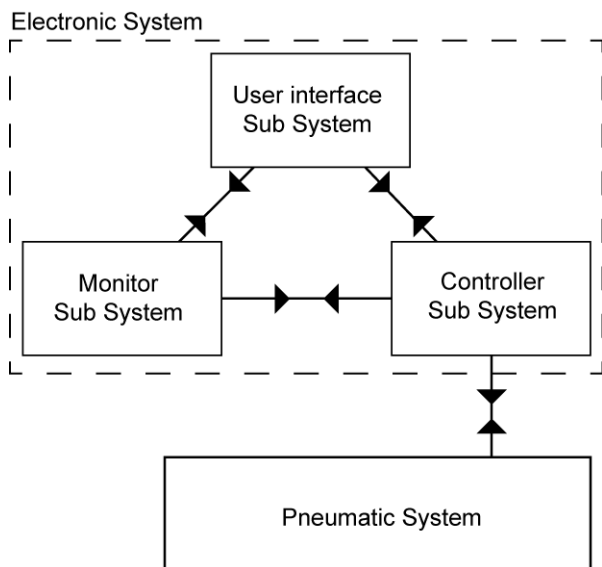 Electronic System
User interface
Sub System
Monitor
Sub System
Controller
Sub System
Pneumatic System